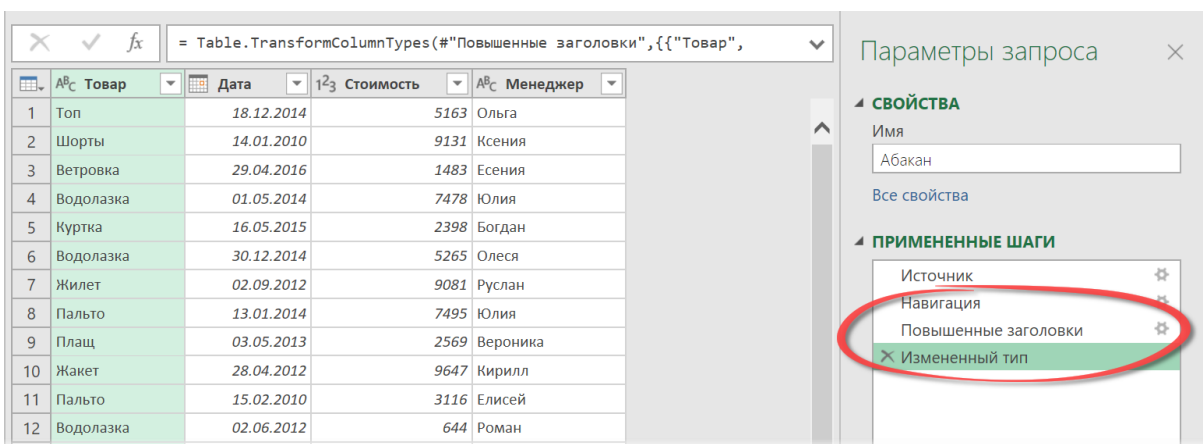 fx = Table.TransformColumnTypes(#"Повышенные заголовки",{{"Товар",
ABC Товар Дата 123 Стоимость ABC Менеджер
1 Топ 18.12.2014 5163 Ольга
2 Шорты 14.01.2010 9131 Ксения
3 Ветровка 29.04.2016 1483 Есения
4 Водолазка 01.05.2014 7478 Юлия
5 Куртка 16.05.2015 2398 Богдан
6 Водолазка 30.12.2014 5265 Олеся
7 Жилет 02.09.2012 9081 Руслан
8 Пальто 13.01.2014 7495 Юлия
9 Плащ 03.05.2013 2569 Вероника
10 Жакет 28.04.2012 9647 Кирилл
11 Пальто 15.02.2010 3116 Елисей
12 Водолазка 02.06.2012 644 Роман
Параметры запроса
СВОЙСТВА
Имя
Абакан
Все свойства
ПРИМЕНЕННЫЕ ШАГИ
Источник
Навигация
Повышенные заголовки
Измененный тип